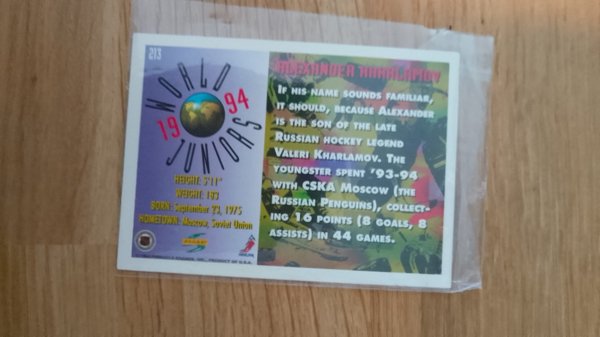 213
WORLD
1994
JUNIORS
HEIGHT: 5'11"
WEIGHT: 183
BORN: September 23, 1975
HOMETOWN: Moscow, Soviet Union
ALEXANDER KHARLAMOV
IF HIS NAME SOUNDS FAMILIAR,
IT SHOULD, BECAUSE ALEXANDER
IS THE SON OF THE LATE
RUSSIAN HOCKEY LEGEND
VALERI KHARLAMOV. THE
YOUNGSTER SPENT '93-94
WITH CSKA MOSCOW (THE
RUSSIAN PENGUINS), COLLECT-
ING 16 POINTS (8 GOALS, 8
ASSISTS) IN 44 GAMES.
PRODUCT OF U.S.A.